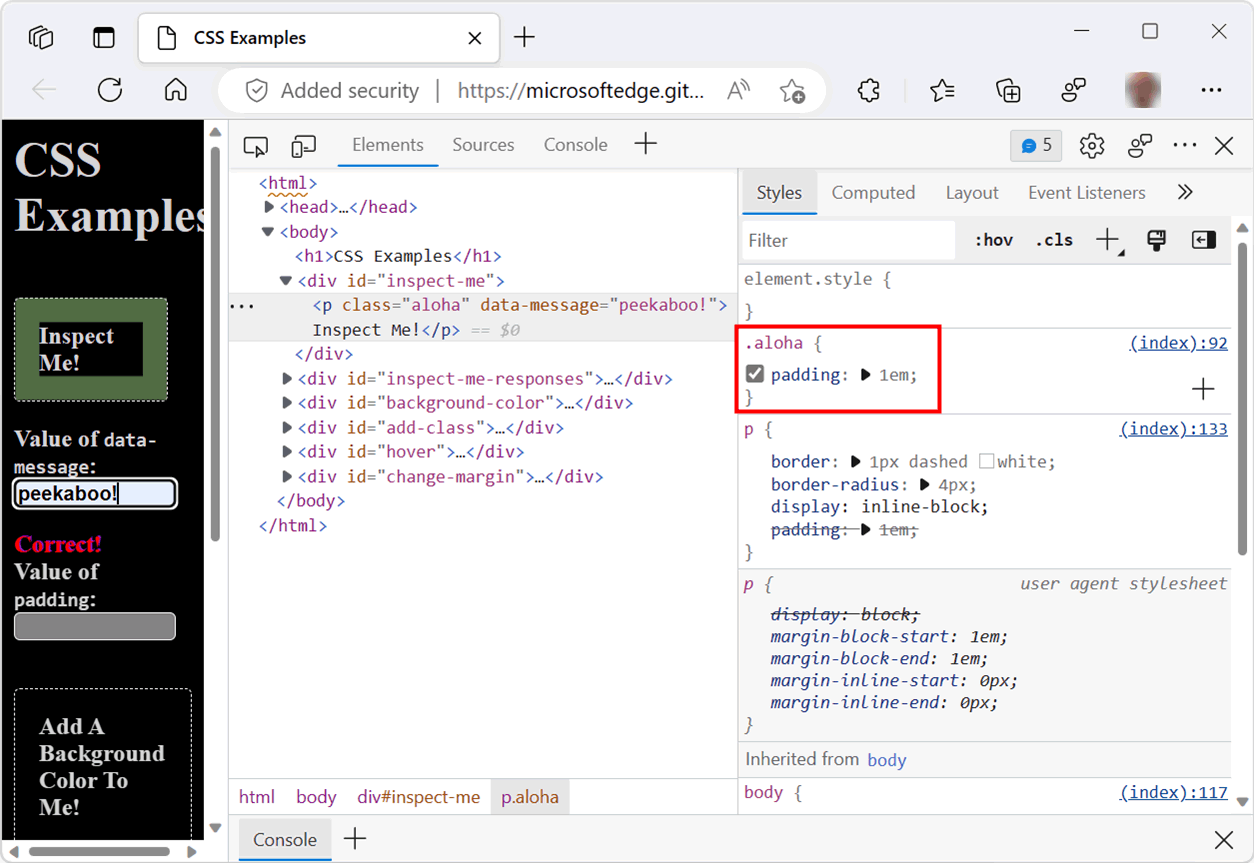 CSS Examples
Added security
https://microsoftedge.git...
CSS
Examples
Inspect
Me!
Value of data-
message:
peekaboo!
Correct!
Value of
padding:
Add A
Background
Color To
Me!
Elements
Sources
Console
5
<html>
<head>…</head>
<body>
<h1>CSS Examples</h1>
<div id="inspect-me">
<p class="aloha" data-message="peekaboo!">
Inspect Me!</p> == $0
</div>
<div id="inspect-me-responses">…</div>
<div id="background-color">…</div>
<div id="add-class">…</div>
<div id="hover">…</div>
<div id="change-margin">…</div>
</body>
</html>
html body div#inspect-me p.aloha
Styles
Computed
Layout
Event Listeners
Filter
:hov
.cls
element.style {
}
.aloha { (index):92
padding: 1em;
}
p { (index):133
border: 1px dashed white;
border-radius: 4px;
display: inline-block;
padding: 1em;
}
p { user agent stylesheet
display: block;
margin-block-start: 1em;
margin-block-end: 1em;
margin-inline-start: 0px;
margin-inline-end: 0px;
}
Inherited from body
body { (index):117
Console